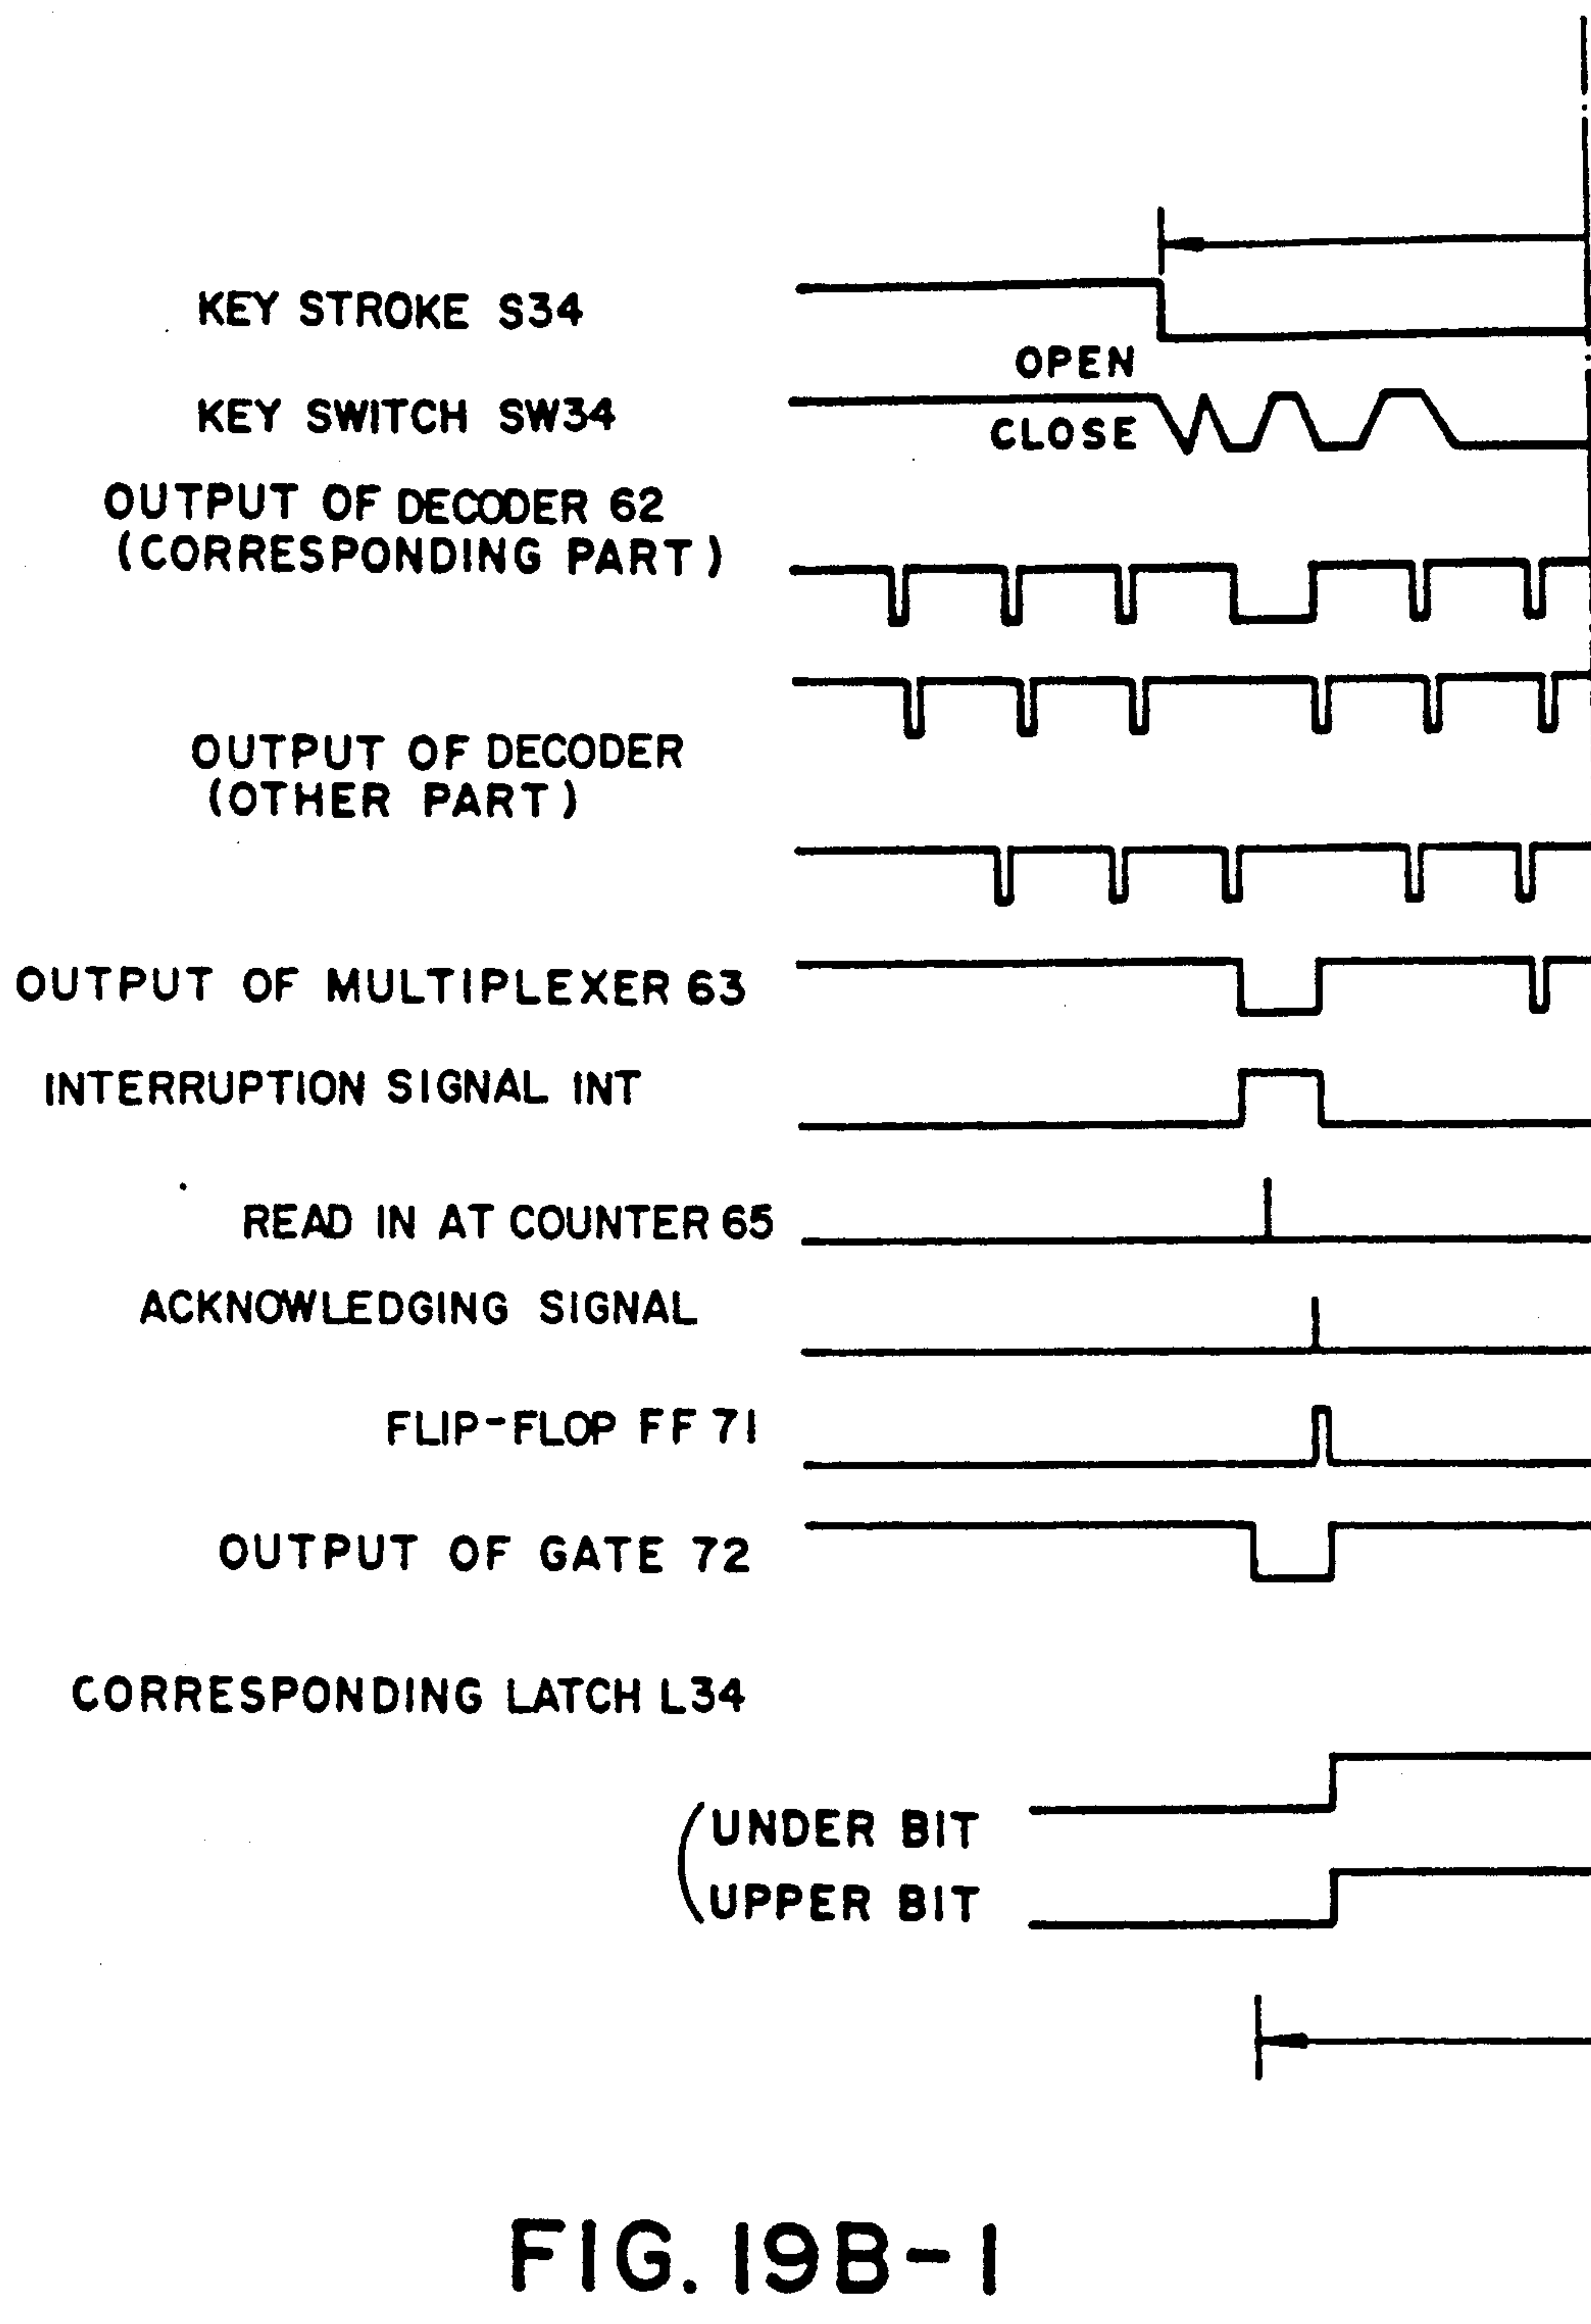 KEY STROKE S34
OPEN
KEY SWITCH SW34
CLOSE
OUTPUT OF DECODER 62
(CORRESPONDING PART)
OUTPUT OF DECODER
(OTHER PART)
OUTPUT OF MULTIPLEXER 63
INTERRUPTION SIGNAL INT
READ IN AT COUNTER 65
ACKNOWLEDGING SIGNAL
FLIP-FLOP FF 71
OUTPUT OF GATE 72
CORRESPONDING LATCH L34
(UNDER BIT
UPPER BIT
FIG. 19B-1